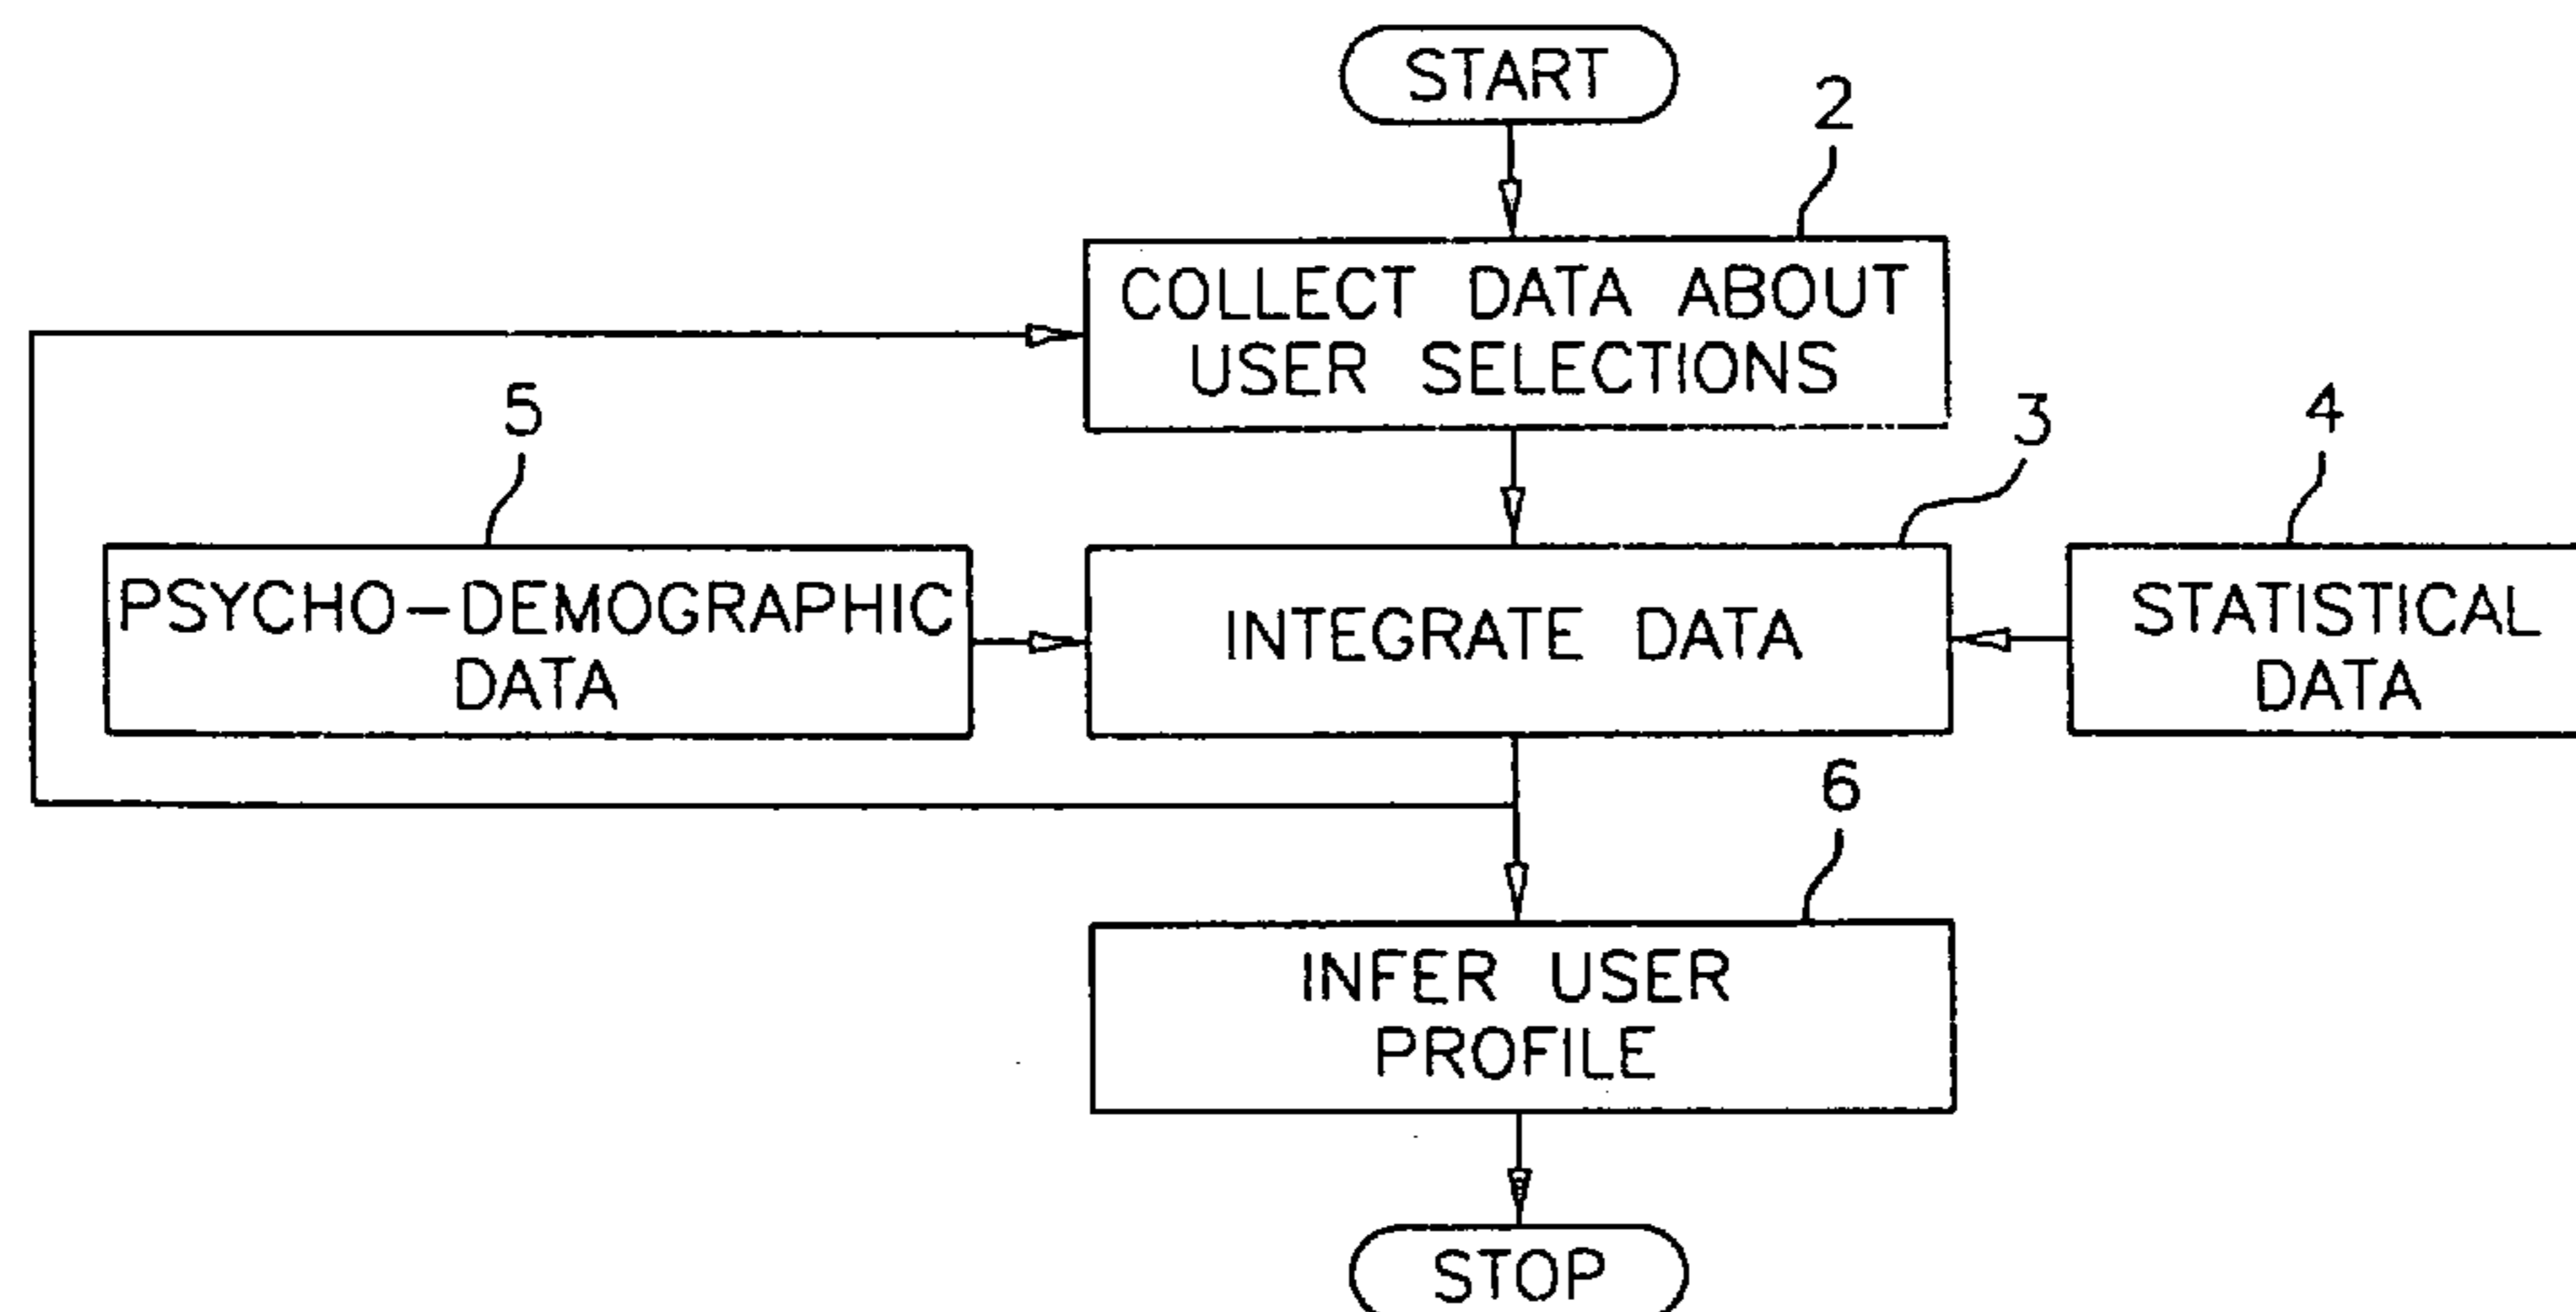 START
2
COLLECT DATA ABOUT
USER SELECTIONS
5
3
4
PSYCHO-DEMOGRAPHIC
DATA
INTEGRATE DATA
STATISTICAL
DATA
6
INFER USER
PROFILE
STOP